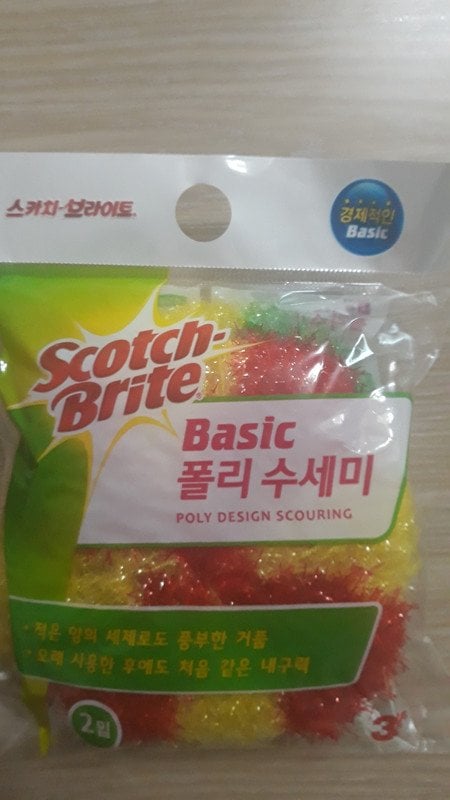 스카치-브라이트
경제적인
Basic
Scotch-
Brite
Basic
폴리 수세미
POLY DESIGN SCOURING
· 적은 양의 세제로도 풍부한 거품
· 오래 사용한 후에도 처음 같은 내구력
2입